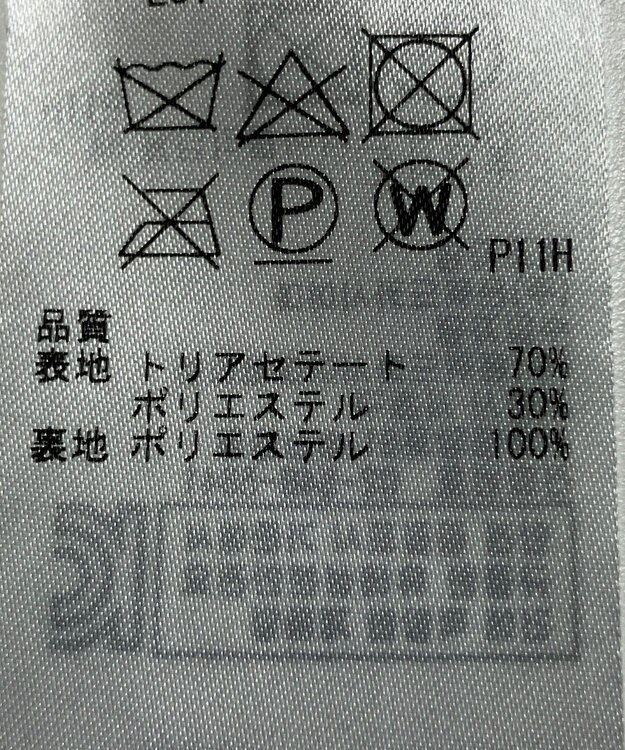 P
W
P11H
品質
表地 トリアセテート 70%
ポリエステル 30%
裏地 ポリエステル 100%